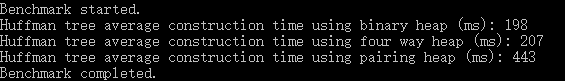 Benchmark started.
Huffman tree average construction time using binary heap (ms): 198
Huffman tree average construction time using four way heap (ms): 207
Huffman tree average construction time using pairing heap (ms): 443
Benchmark completed.